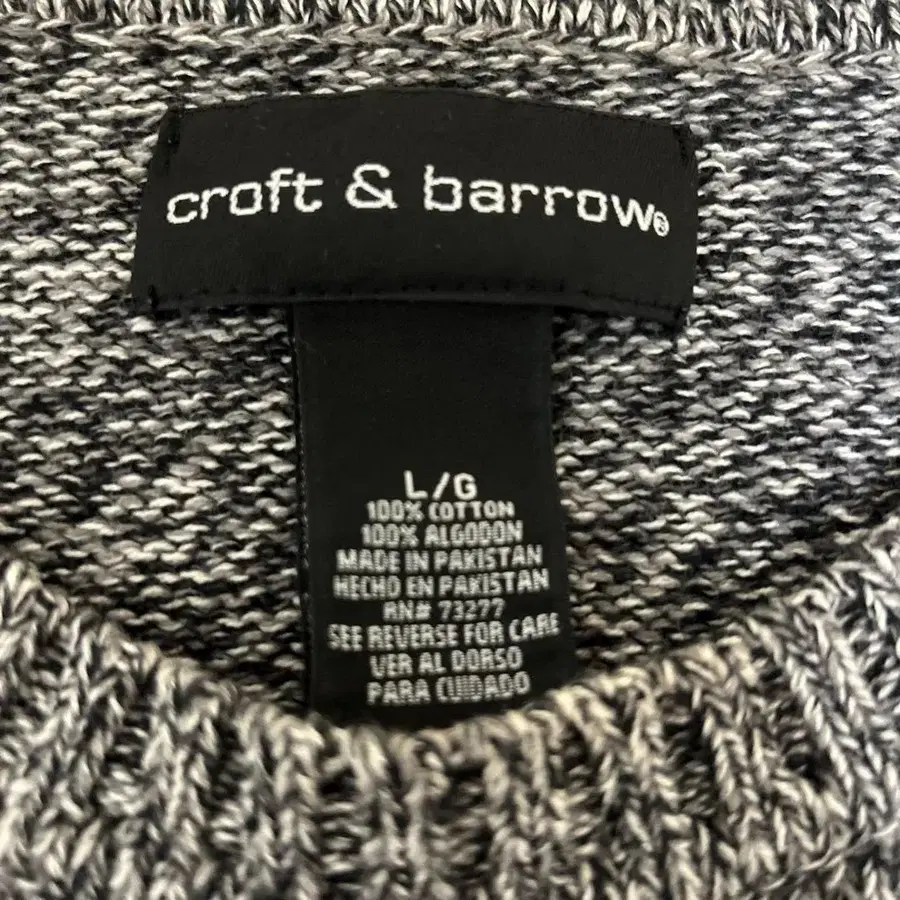 croft & barrow®
L/G
100% COTTON
100% ALGODON
MADE IN PAKISTAN
HECHO EN PAKISTAN
RN# 73277
SEE REVERSE FOR CARE
VER AL DORSO
PARA CUIDADO